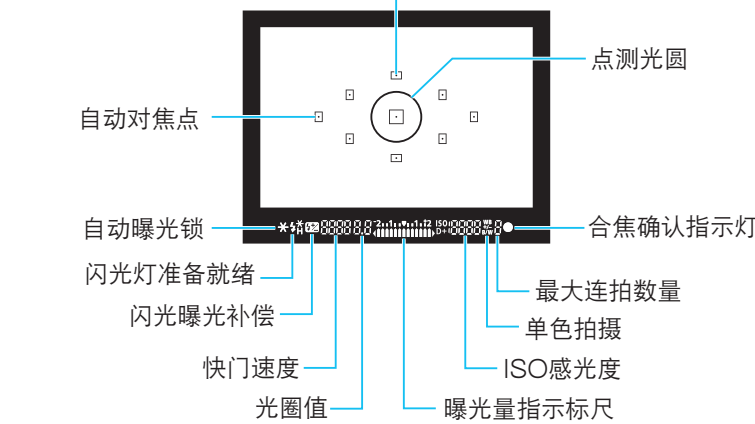 点测光圆
自动对焦点
自动曝光锁
合焦确认指示灯
闪光灯准备就绪
最大连拍数量
闪光曝光补偿
单色拍摄
快门速度
ISO感光度
光圈值
曝光量指示标尺